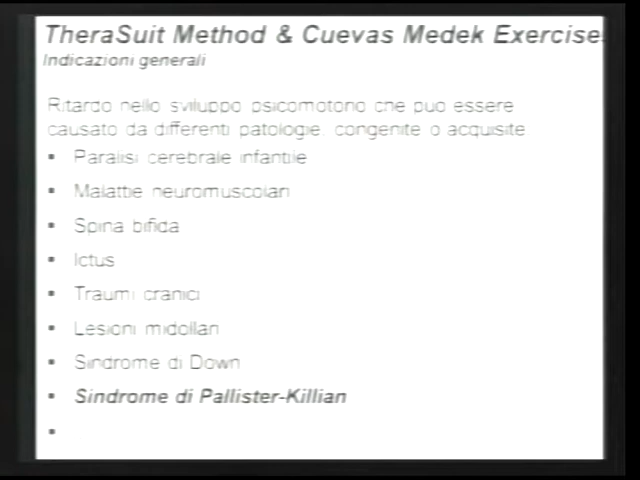 TheraSuit Method & Cuevas Medek Exercise
Indicazioni generali
Ritardo nello sviluppo psicomotorio che può essere
causato da differenti patologie, congenite o acquisite
Paralisi cerebrale infantile
Malattie neuromuscolari
Spina bifida
Ictus
Traumi cranici
Lesioni midollari
Sindrome di Down
Sindrome di Pallister-Killian